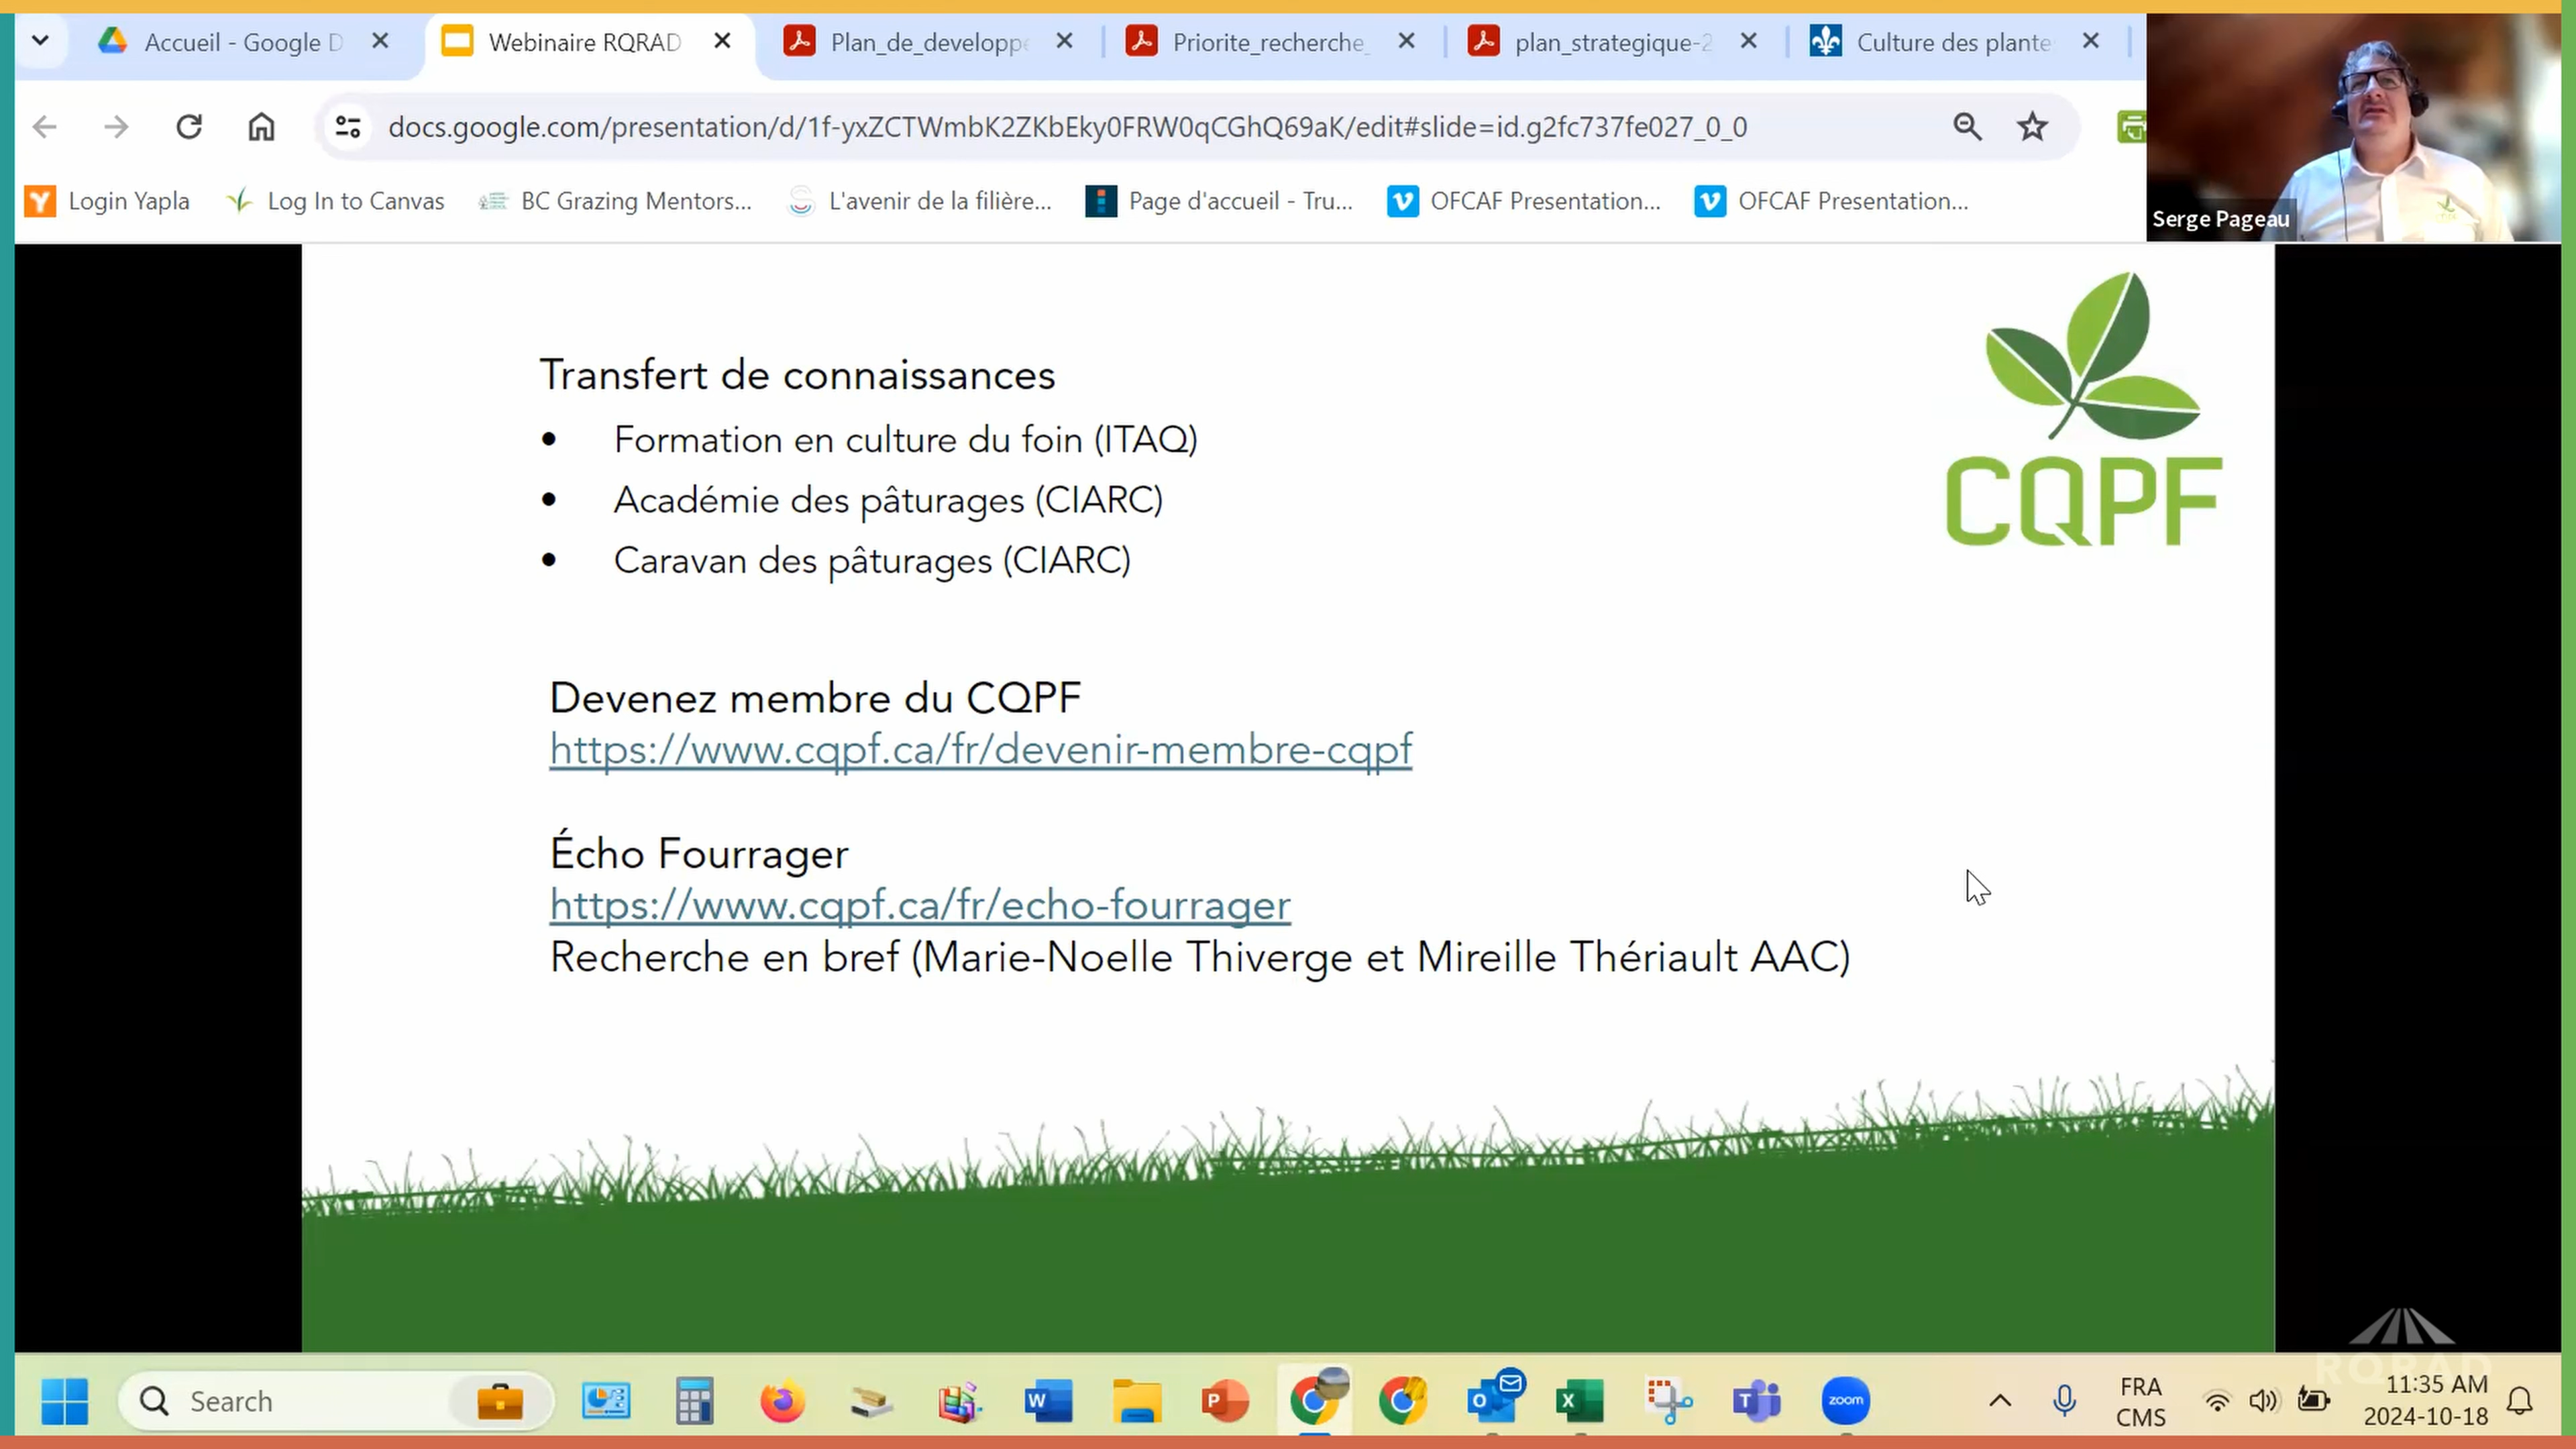 Accueil - Google D
Webinaire RQRAD
Plan_de_developpe
Priorite_recherche_
plan_strategique-2
Culture des plante
docs.google.com/presentation/d/1f-yxZCTWmbK2ZKbEky0FRW0qCGhQ69aK/edit#slide=id.g2fc737fe027_0_0
Login Yapla
Log In to Canvas
BC Grazing Mentors...
L'avenir de la filière...
Page d'accueil - Tru...
OFCAF Presentation...
OFCAF Presentation...
Serge Pageau
CQPF
Transfert de connaissances
• Formation en culture du foin (ITAQ)
• Académie des pâturages (CIARC)
• Caravan des pâturages (CIARC)
Devenez membre du CQPF
https://www.cqpf.ca/fr/devenir-membre-cqpf
Écho Fourrager
https://www.cqpf.ca/fr/echo-fourrager
Recherche en bref (Marie-Noelle Thiverge et Mireille Thériault AAC)
RQRAD
Search
zoom
FRA
CMS
11:35 AM
2024-10-18